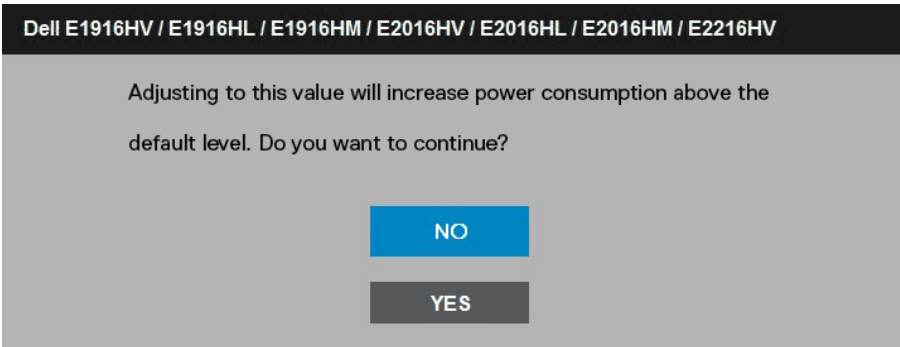 Dell E1916HV / E1916HL / E1916HM / E2016HV / E2016HL / E2016HM / E2216HV
Adjusting to this value will increase power consumption above the
default level. Do you want to continue?
NO
YES